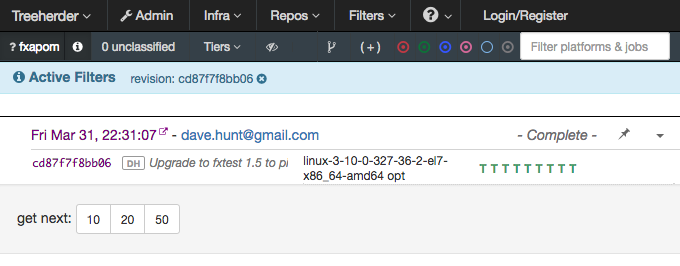 Treeherder Admin Infra Repos Filters ? Login/Register
? fxapom 0 unclassified Tiers (+) Filter platforms & jobs
Active Filters revision: cd87f7f8bb06
Fri Mar 31, 22:31:07 - dave.hunt@gmail.com - Complete -
cd87f7f8bb06 DH Upgrade to fxtest 1.5 to pi linux-3-10-0-327-36-2-el7-
x86_64-amd64 opt T T T T T T T T T
get next: 10 20 50